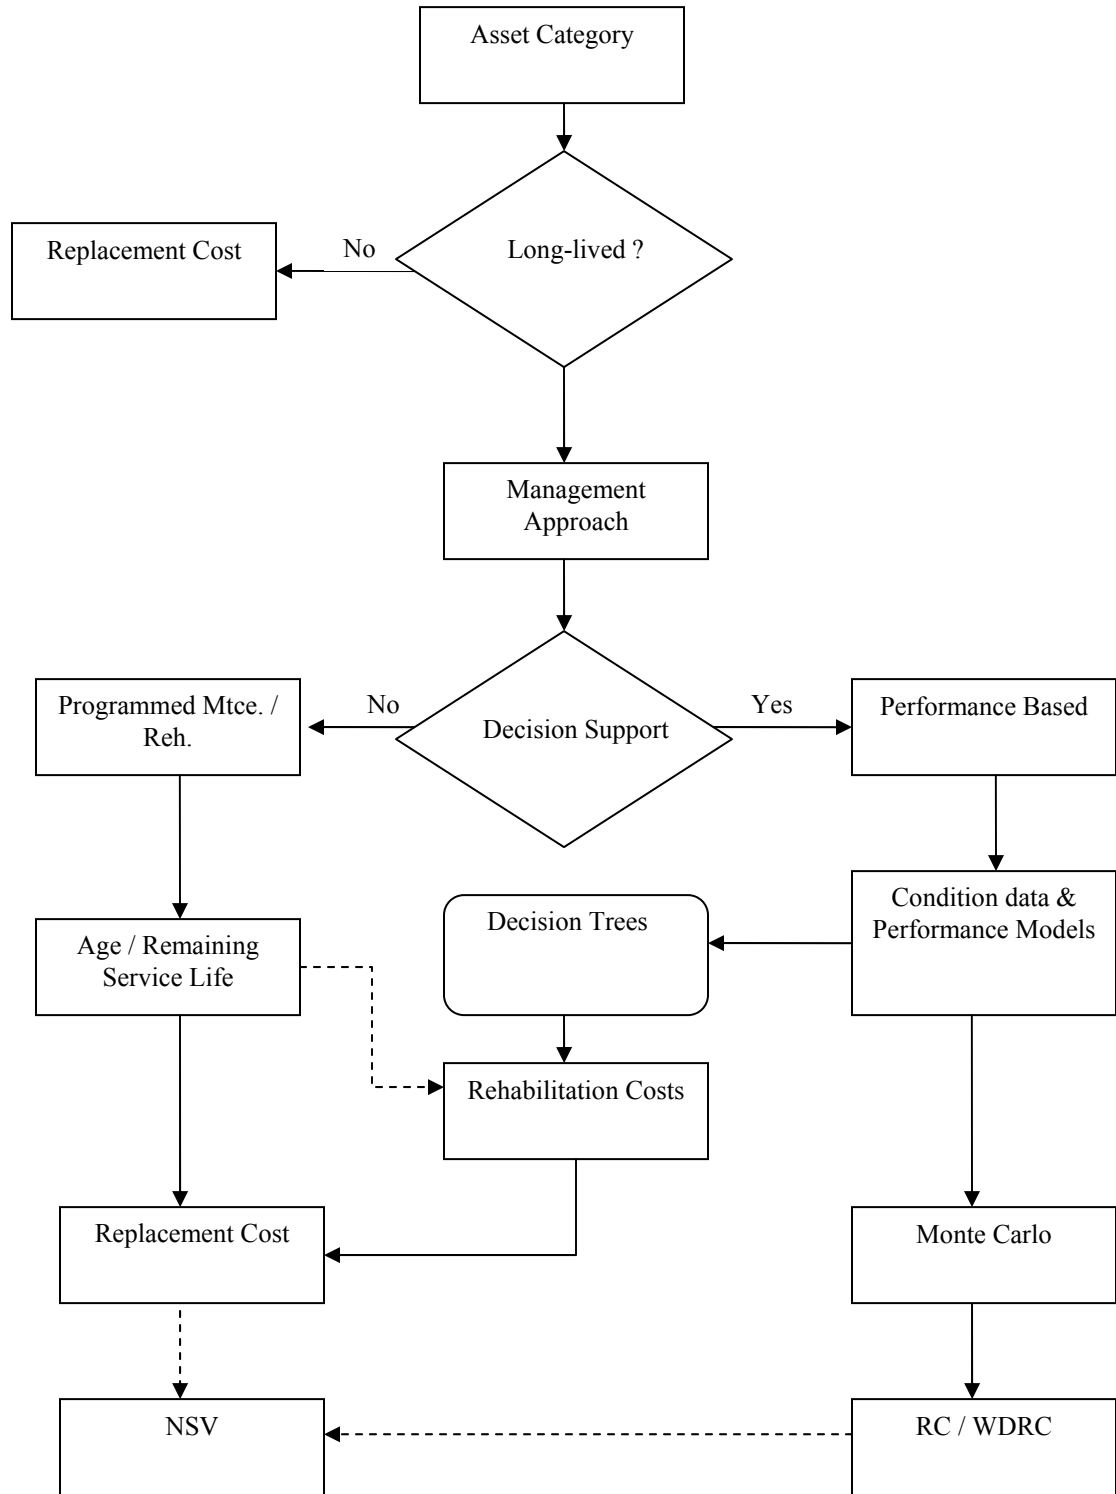 Asset Category
Long-lived ?
No
Replacement Cost
Management
Approach
Programmed Mtce. /
Reh.
No
Decision Support
Yes
Performance Based
Condition data &
Performance Models
Decision Trees
Age / Remaining
Service Life
Rehabilitation Costs
Replacement Cost
Monte Carlo
NSV
RC / WDRC